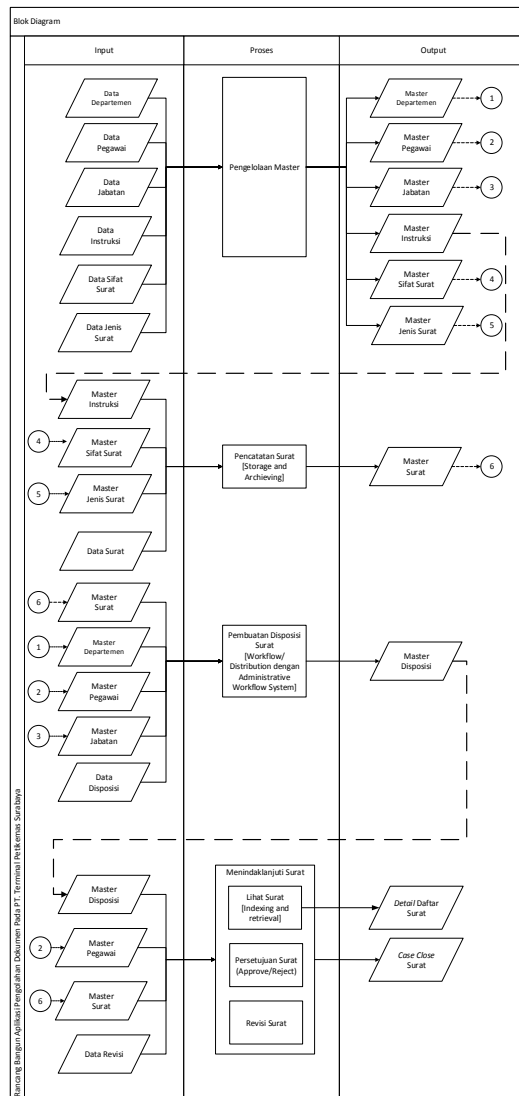 Blok Diagram
Input
Proses
Output
Data
Departemen
Data
Pegawai
Data
Jabatan
Data
Instruksi
Data Sifat
Surat
Data Jenis
Surat
Pengelolaan Master
Master
Departemen
1
Master
Pegawai
2
Master
Jabatan
3
Master
Instruksi
Master
Sifat Surat
4
Master
Jenis Surat
5
Master
Instruksi
4
Master
Sifat Surat
5
Master
Jenis Surat
Data Surat
Pencatatan Surat
[Storage and
Archieving]
Master
Surat
6
6
Master
Surat
1
Master
Departemen
2
Master
Pegawai
3
Master
Jabatan
Data
Disposisi
Pembuatan Disposisi
Surat
[Workflow/
Distribution dengan
Administrative
Workflow System]
Master
Disposisi
Master
Disposisi
2
Master
Pegawai
6
Master
Surat
Data Revisi
Menindaklanjuti Surat
Lihat Surat
[Indexing and
retrieval]
Persetujuan Surat
(Approve/Reject)
Revisi Surat
Detail Daftar
Surat
Case Close
Surat
Rancang Bangun Aplikasi Pengolahan Dokumen Pada PT. Terminal Petikemas Surabaya